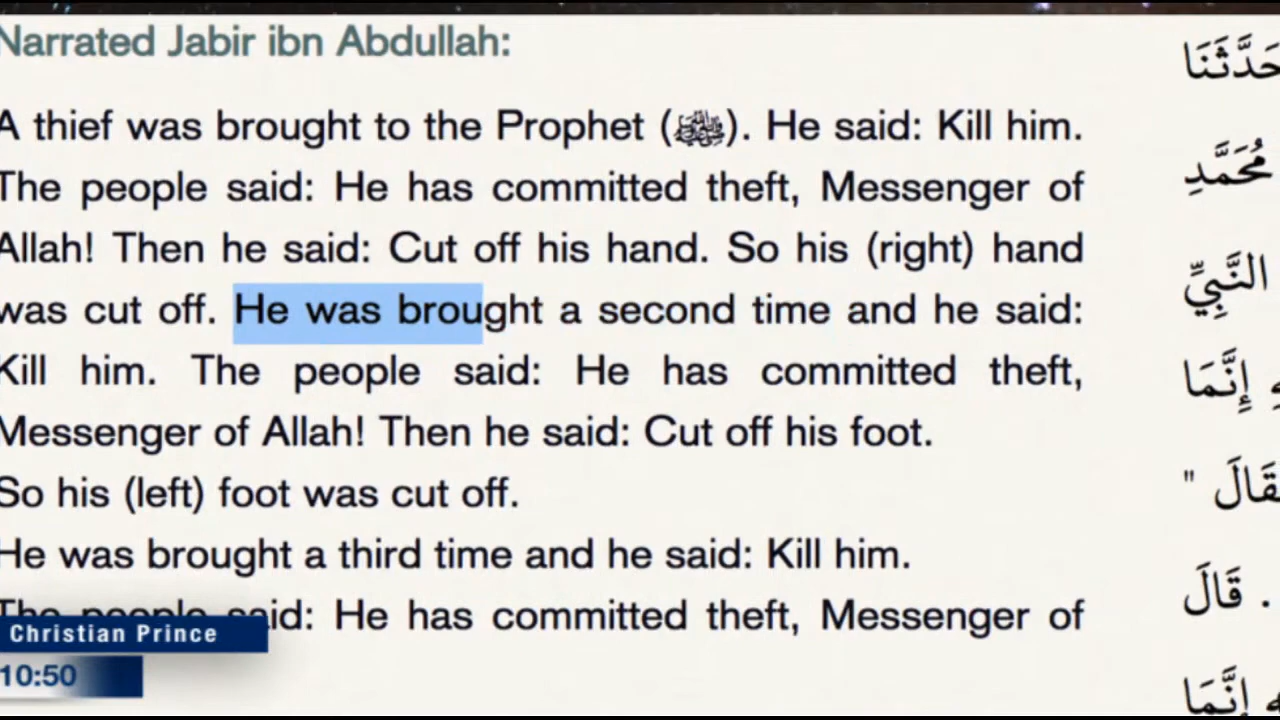 Narrated Jabir ibn Abdullah:
A thief was brought to the Prophet (ﷺ). He said: Kill him.
The people said: He has committed theft, Messenger of
Allah! Then he said: Cut off his hand. So his (right) hand
was cut off. He was brought a second time and he said:
Kill him. The people said: He has committed theft,
Messenger of Allah! Then he said: Cut off his foot.
So his (left) foot was cut off.
He was brought a third time and he said: Kill him.
The people said: He has committed theft, Messenger of
حَدَّثَنَا
مُحَمَّدِ
النَّبِيِّ
إِنَّمَا
فَقَالَ "
. قَالَ
إِنَّمَا
Christian Prince
10:50